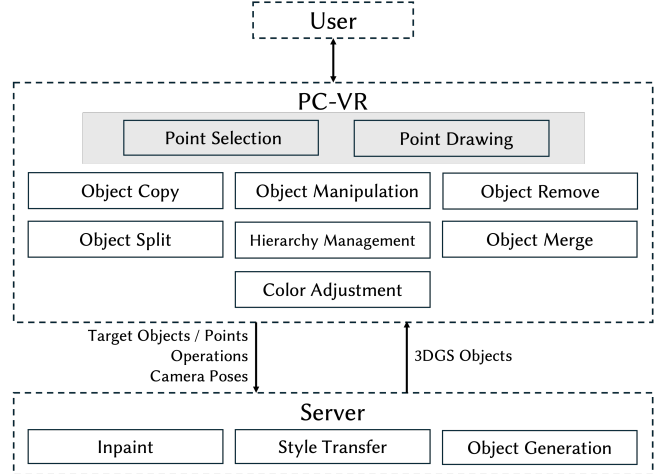 User
PC-VR
Point Selection Point Drawing
Object Copy Object Manipulation Object Remove
Object Split Hierarchy Management Object Merge
Color Adjustment
Target Objects / Points
Operations
Camera Poses
3DGS Objects
Server
Inpaint Style Transfer Object Generation